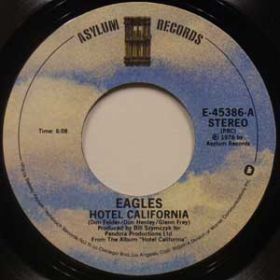 ASYLUM RECORDS
E-45386-A
STEREO
(PRC)
Time: 6:08
℗ 1976 by
Asylum Records
EAGLES
HOTEL CALIFORNIA
(Don Felder/Don Henley/Glenn Frey)
Produced by Bill Szymczyk for
Pandora Productions Ltd
From The Album "Hotel California"